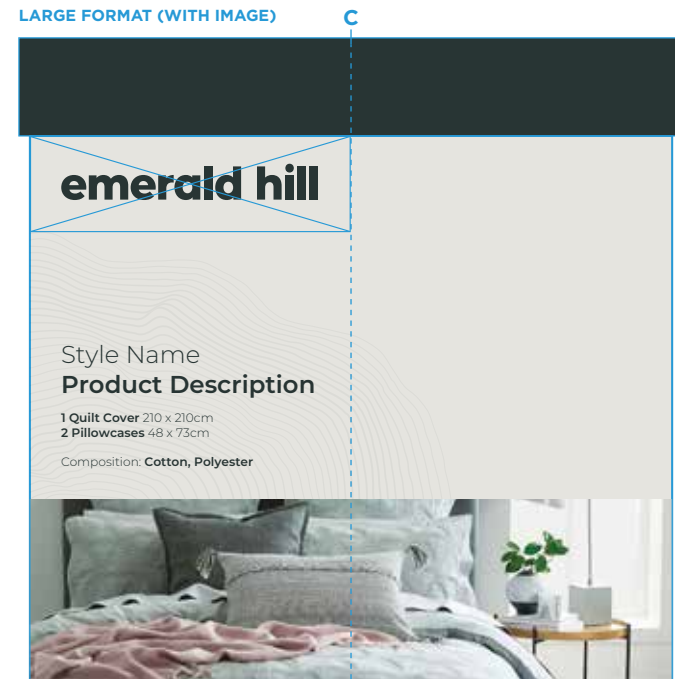 LARGE FORMAT (WITH IMAGE)
C
emerald hill
Style Name
Product Description
1 Quilt Cover 210 x 210cm
2 Pillowcases 48 x 73cm
Composition: Cotton, Polyester